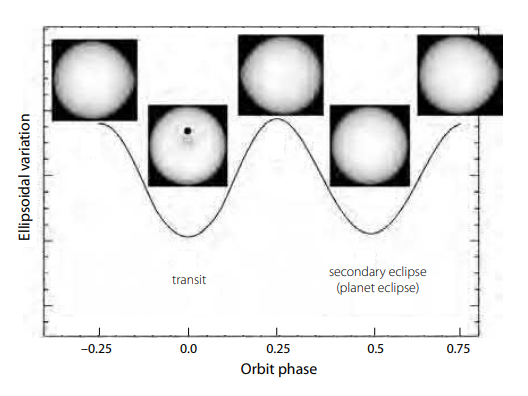 Ellipsoidal variation
transit
secondary eclipse
(planet eclipse)
−0.25
0.0
0.25
0.5
0.75
Orbit phase